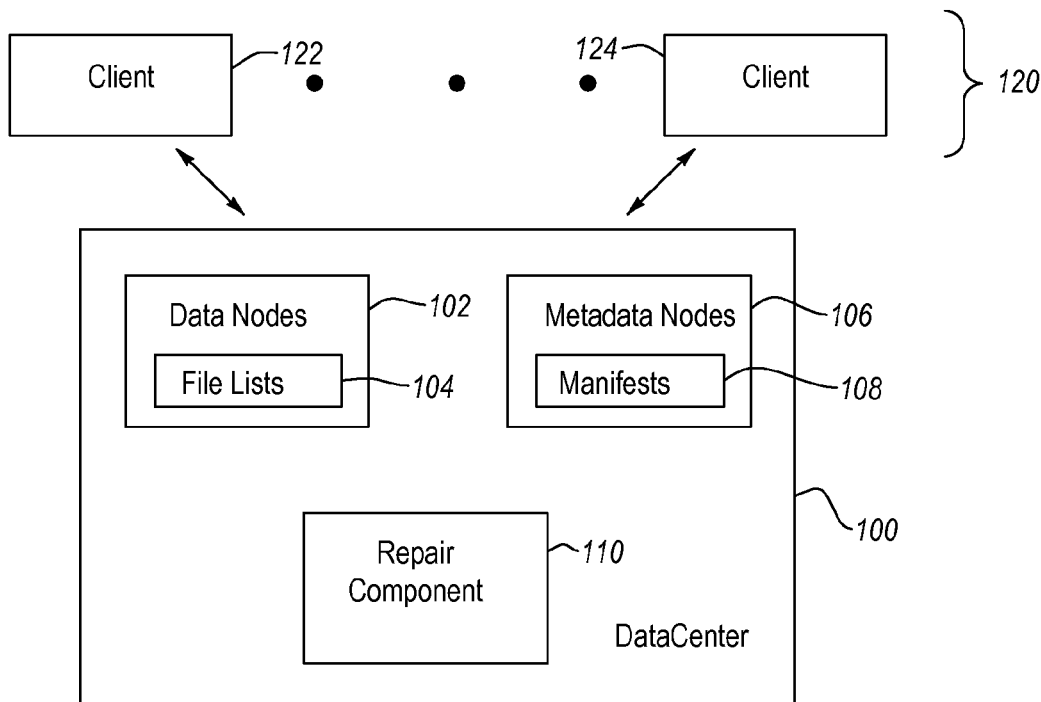 Client
122
124
Client
120
Data Nodes
102
Metadata Nodes
106
File Lists
104
Manifests
108
100
Repair
Component
110
DataCenter